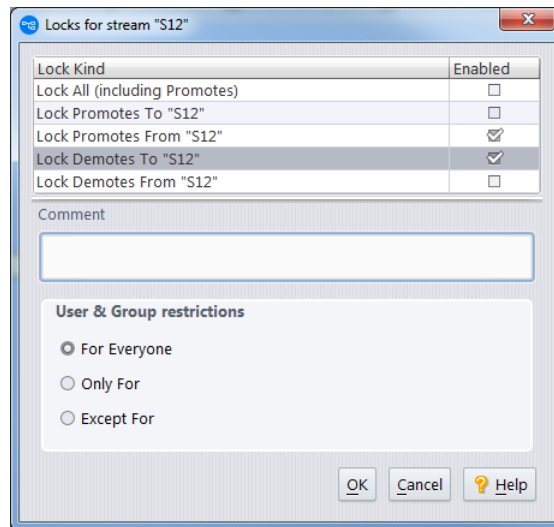 Locks for stream "S12"
Lock Kind Enabled
Lock All (including Promotes)
Lock Promotes To "S12"
Lock Promotes From "S12"
Lock Demotes To "S12"
Lock Demotes From "S12"
Comment
User & Group restrictions
For Everyone
Only For
Except For
OK Cancel ? Help